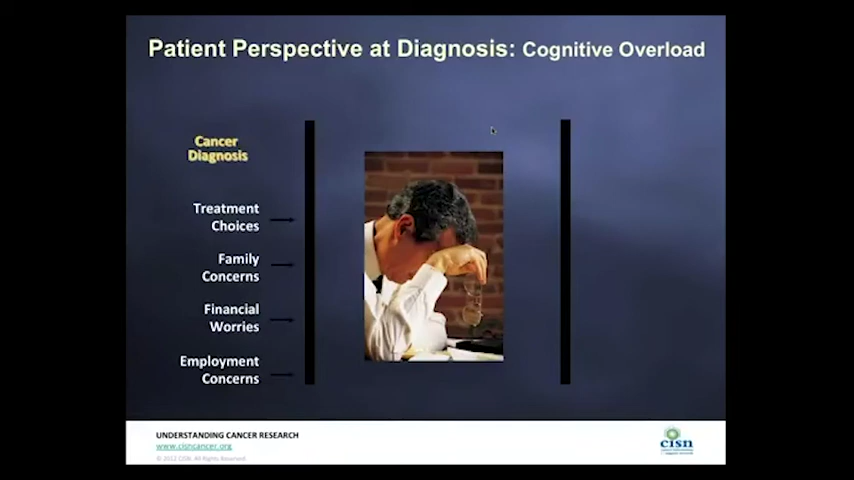 Patient Perspective at Diagnosis: Cognitive Overload
Cancer
Diagnosis
Treatment
Choices
Family
Concerns
Financial
Worries
Employment
Concerns
UNDERSTANDING CANCER RESEARCH
www.cisncancer.org
© 2012 CISN. All Rights Reserved.
cisn